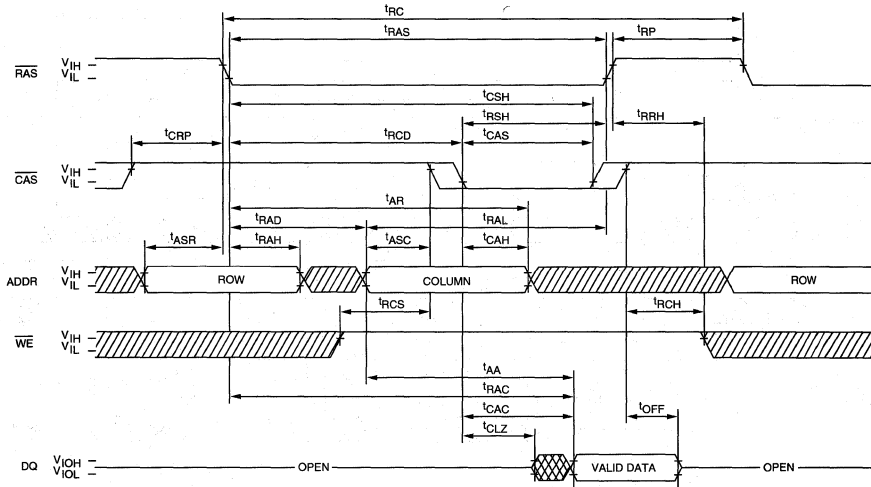 tRC
tRAS
tRP
RAS
VIH
VIL
tCSH
tRSH
tRRH
tCRP
tRCD
tCAS
CAS
VIH
VIL
tAR
tRAD
tRAL
tASR
tRAH
tASC
tCAH
ADDR
VIH
VIL
ROW
COLUMN
ROW
tRCS
tRCH
WE
VIH
VIL
tAA
tRAC
tCAC
tOFF
tCLZ
DQ
VIOH
VIOL
OPEN
VALID DATA
OPEN